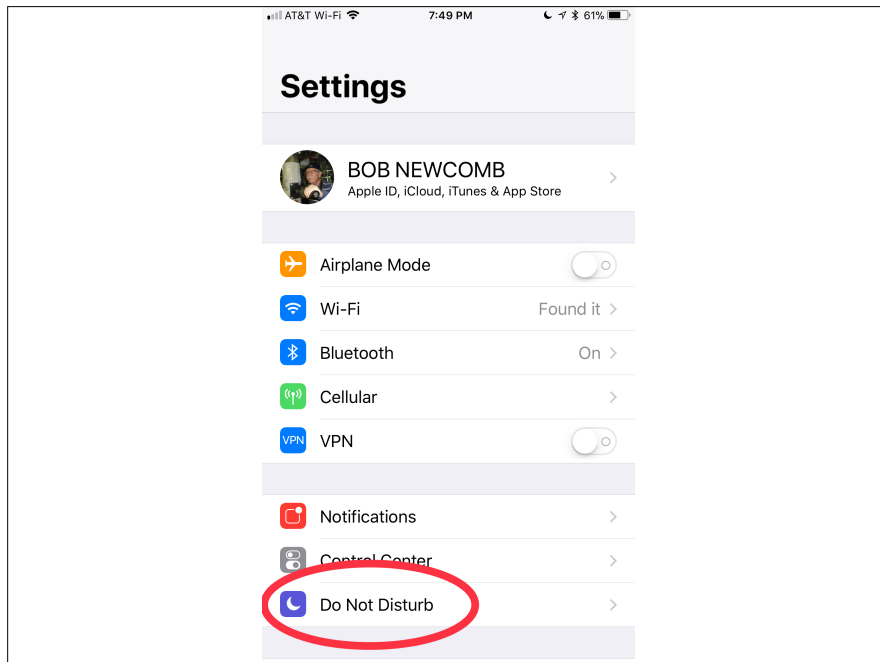 AT&T Wi-Fi 7:49 PM 61%
Settings
BOB NEWCOMB
Apple ID, iCloud, iTunes & App Store
Airplane Mode
Wi-Fi Found it
Bluetooth On
Cellular
VPN VPN
Notifications
Control Center
Do Not Disturb